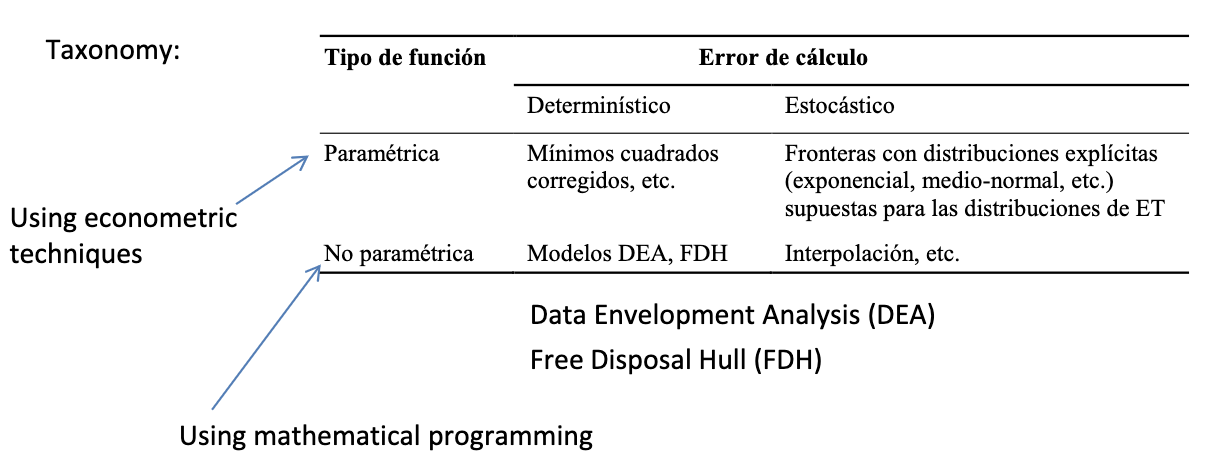 Taxonomy:
Tipo de función Error de cálculo
Determinístico Estocástico
Paramétrica Mínimos cuadrados Fronteras con distribuciones explícitas
corregidos, etc. (exponencial, medio-normal, etc.)
supuestas para las distribuciones de ET
Using econometric
techniques
No paramétrica Modelos DEA, FDH Interpolación, etc.
Data Envelopment Analysis (DEA)
Free Disposal Hull (FDH)
Using mathematical programming